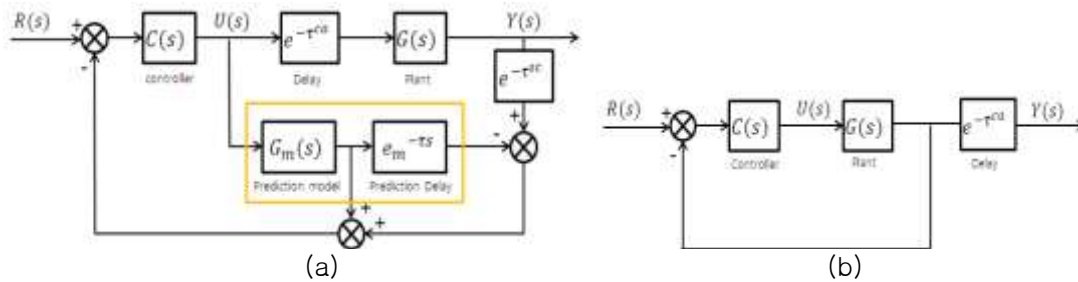 R(s) + - C(s) controller U(s) e^{-τ^{ca}} Delay G(s) Plant Y(s)
e^{-τ^{sc}}
G_m(s) Prediction model e_m^{-τs} Prediction Delay - +
+ +
(a)
R(s) + - C(s) Controller U(s) G(s) Plant e^{-τ^{ca}} Delay Y(s)
(b)